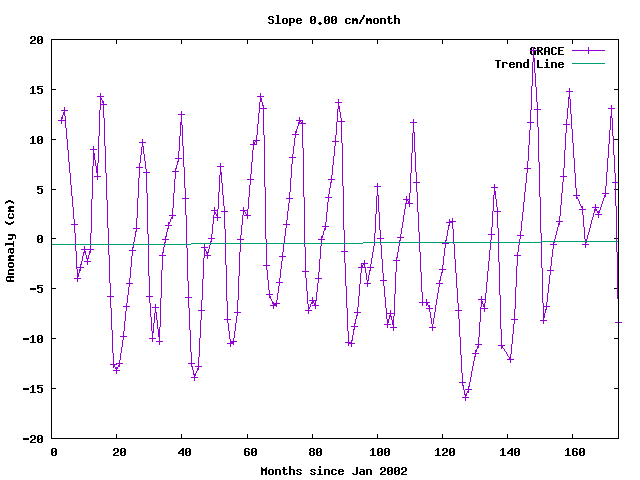 Slope 0.00 cm/month
GRACE
Trend Line
20
15
10
5
0
-5
-10
-15
-20
Anomaly (cm)
0 20 40 60 80 100 120 140 160
Months since Jan 2002